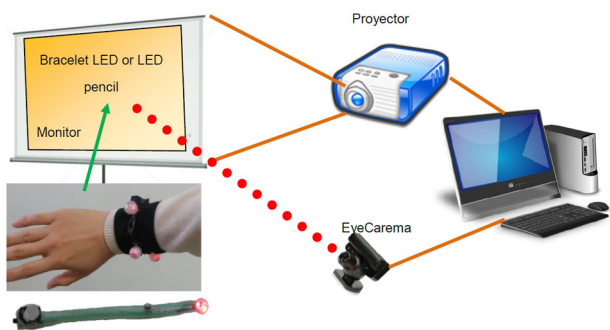 Proyector
Bracelet LED or LED
pencil
Monitor
EyeCarema